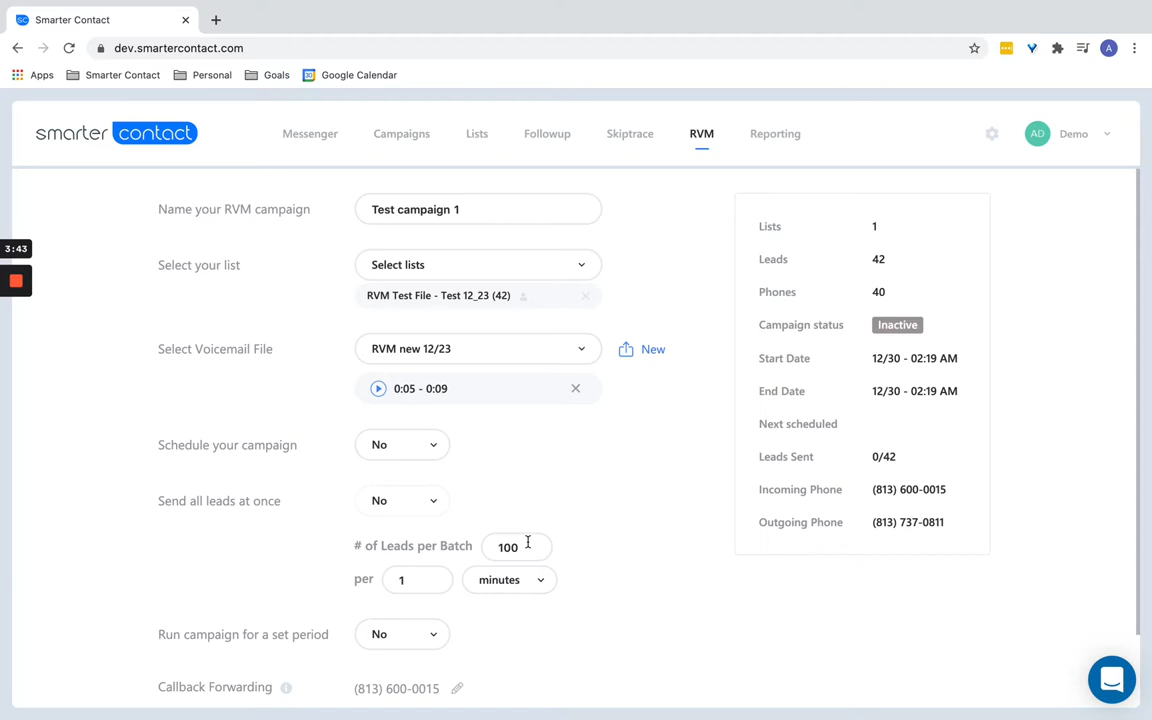 SC Smarter Contact
dev.smartercontact.com
A
Apps Smarter Contact Personal Goals Google Calendar
smarter contact Messenger Campaigns Lists Followup Skiptrace RVM Reporting AD Demo
Name your RVM campaign Test campaign 1
Select your list Select lists
RVM Test File - Test 12_23 (42)
Select Voicemail File RVM new 12/23 New
0:05 - 0:09
Schedule your campaign No
Send all leads at once No
# of Leads per Batch 100
per 1 minutes
Run campaign for a set period No
Callback Forwarding (813) 600-0015
3:43
Lists 1
Leads 42
Phones 40
Campaign status Inactive
Start Date 12/30 - 02:19 AM
End Date 12/30 - 02:19 AM
Next scheduled
Leads Sent 0/42
Incoming Phone (813) 600-0015
Outgoing Phone (813) 737-0811